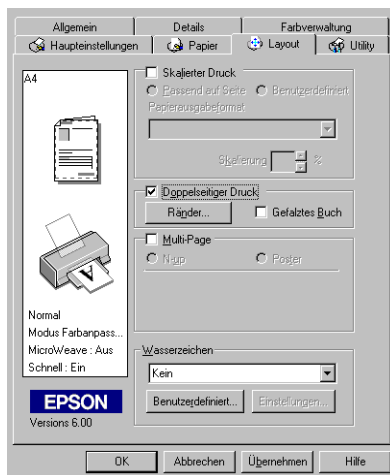 Allgemein Details Farbverwaltung
Haupteinstellungen Papier Layout Utility
A4
Skalierter Druck
Passend auf Seite Benutzerdefiniert
Papierausgabeformat
Skalierung %
Doppelseitiger Druck
Ränder... Gefalztes Buch
Multi-Page
N-up Poster
A
Normal
Modus Farbanpass...
MicroWeave : Aus
Schnell : Ein
EPSON
Versions 6.00
Wasserzeichen
Kein
Benutzerdefiniert... Einstellungen...
OK Abbrechen Übernehmen Hilfe